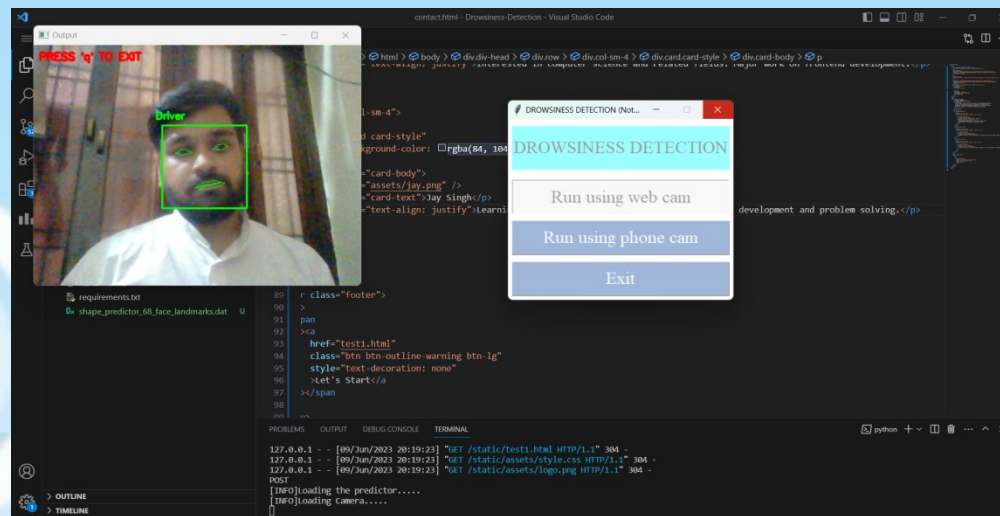 contact.html - Drowsiness-Detection - Visual Studio Code
Output
PRESS 'q' TO EXIT
Driver
html > body > div.div-head > div.row > div.col-sm-4 > div.card.card-style > div.card-body > p
"text-align: justify">Interested in computer science and related fields. Major work on frontend development.</p>
l-sm-4">
d card-style"
kground-color: rgba(84, 104
="card-body">
="assets/jay.png" />
="card-text">Jay Singh</p>
="text-align: justify">Learni
development and problem solving.</p>
DROWSINESS DETECTION (Not...
DROWSINESS DETECTION
Run using web cam
Run using phone cam
Exit
requirements.txt
shape_predictor_68_face_landmarks.dat U
89 r class="footer">
90 >
91 pan
92 ><a
93 href="test1.html"
94 class="btn btn-outline-warning btn-lg"
95 style="text-decoration: none"
96 >Let's Start</a
97 ></span
98
PROBLEMS OUTPUT DEBUG CONSOLE TERMINAL
python
127.0.0.1 - - [09/Jun/2023 20:19:23] "GET /static/test1.html HTTP/1.1" 304 -
127.0.0.1 - - [09/Jun/2023 20:19:23] "GET /static/assets/style.css HTTP/1.1" 304 -
127.0.0.1 - - [09/Jun/2023 20:19:23] "GET /static/assets/logo.png HTTP/1.1" 304 -
POST
[INFO]Loading the predictor.....
[INFO]Loading Camera.....
OUTLINE
TIMELINE